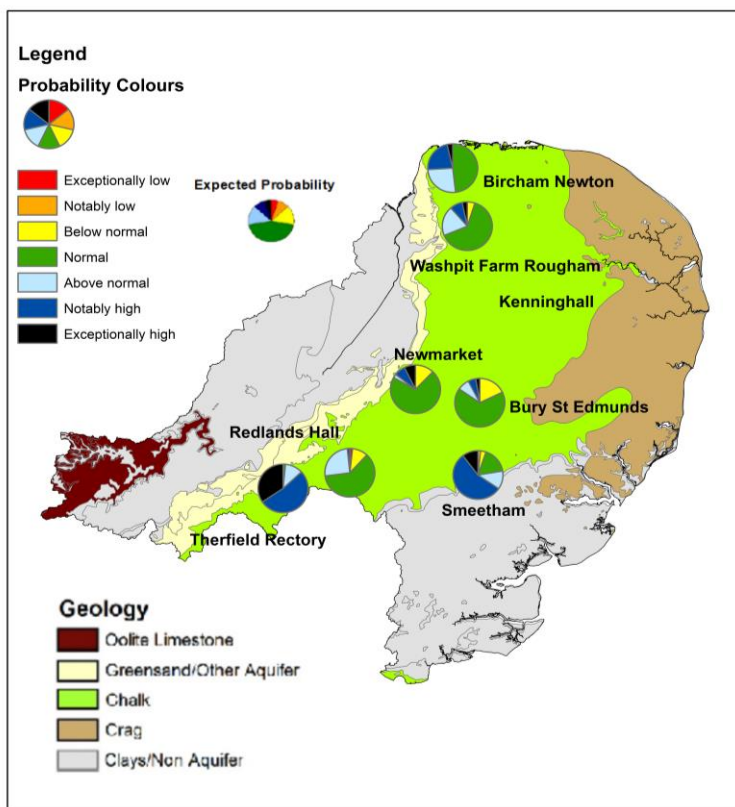 Legend
Probability Colours
Exceptionally low
Notably low
Below normal
Normal
Above normal
Notably high
Exceptionally high
Expected Probability
Bircham Newton
Washpit Farm Rougham
Kenninghall
Newmarket
Bury St Edmunds
Redlands Hall
Smeetham
Therfield Rectory
Geology
Oolite Limestone
Greensand/Other Aquifer
Chalk
Crag
Clays/Non Aquifer